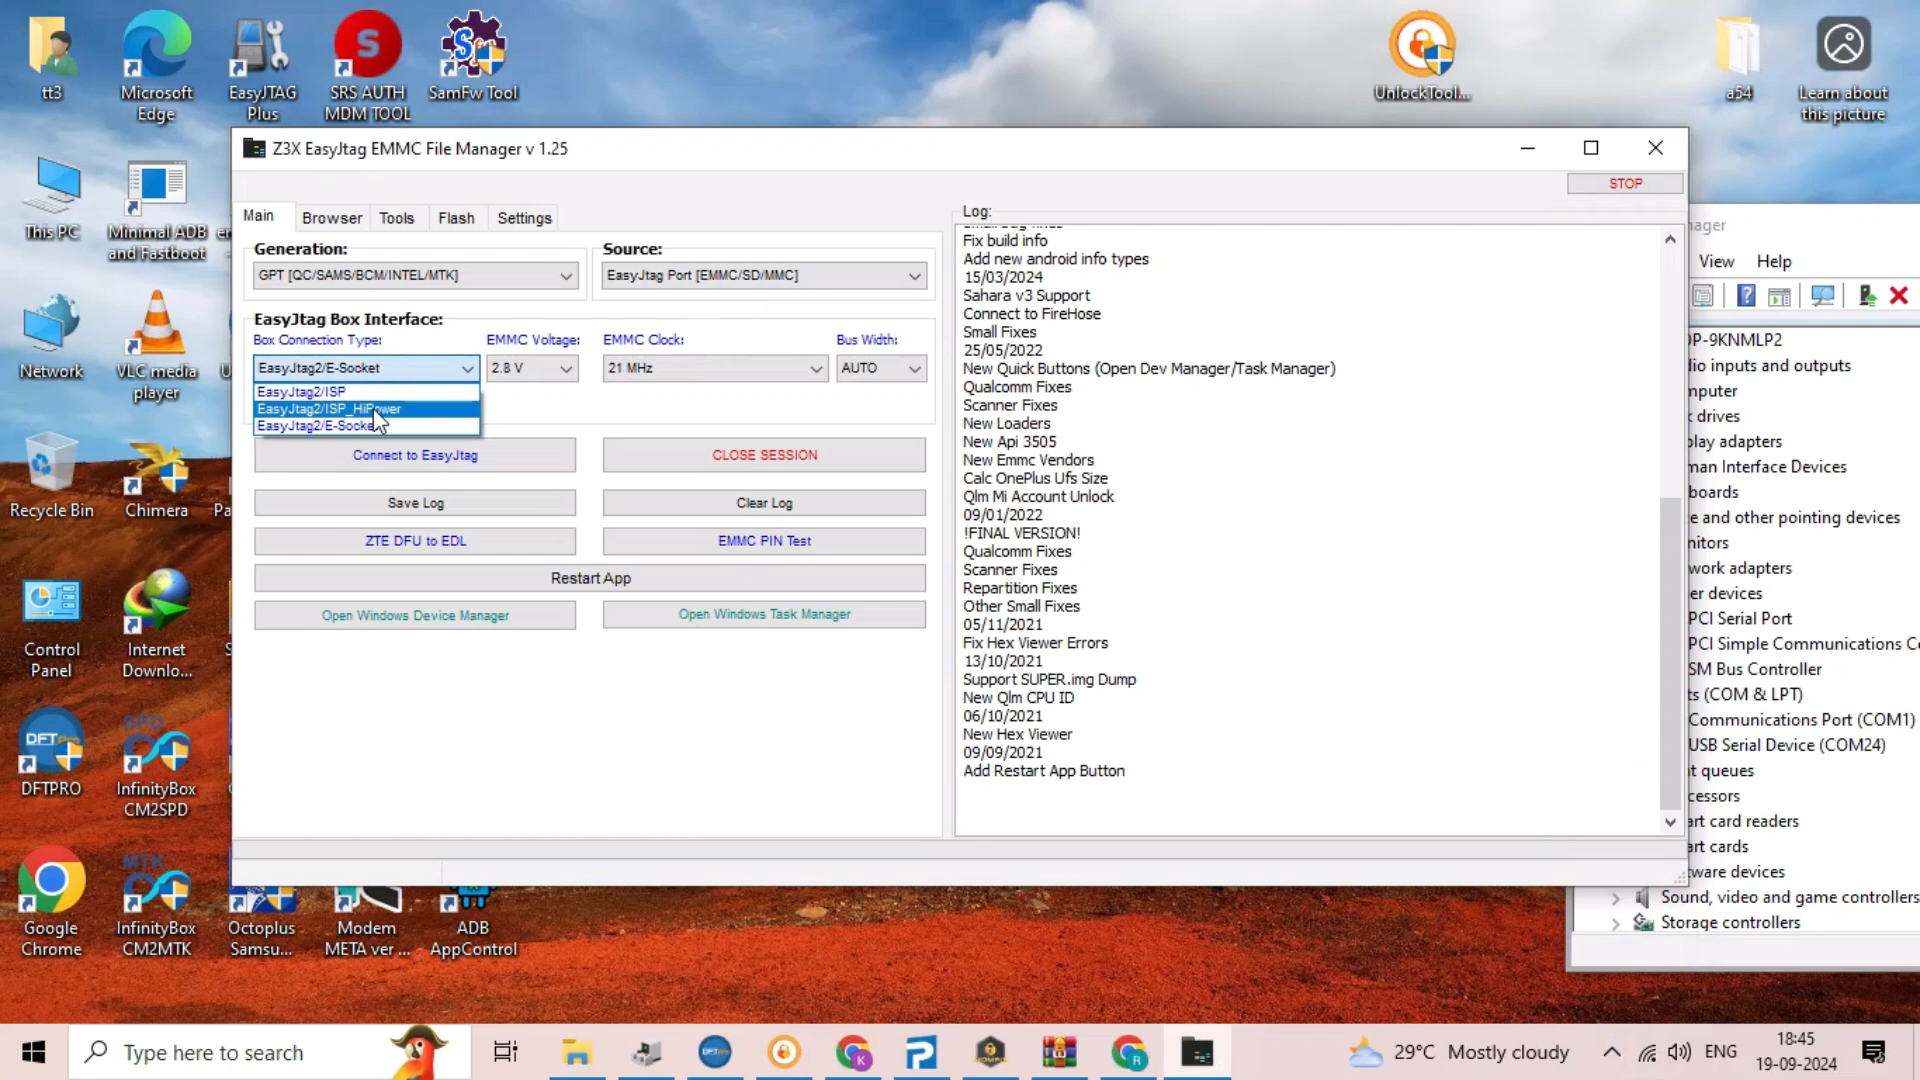 tt3
Microsoft Edge
EasyJTAG Plus
SRS AUTH MDM TOOL
SamFw Tool
UnlockTool...
a54
Learn about this picture
This PC
Minimal ADB and Fastboot
Network
VLC media player
Recycle Bin
Chimera
Control Panel
Internet Downlo...
DFTPRO
InfinityBox CM2SPD
Google Chrome
InfinityBox CM2MTK
Octoplus Samsu...
Modem META ver ...
ADB AppControl
Z3X EasyJtag EMMC File Manager v 1.25
STOP
Main
Browser
Tools
Flash
Settings
Generation:
GPT [QC/SAMS/BCM/INTEL/MTK]
Source:
EasyJtag Port [EMMC/SD/MMC]
EasyJtag Box Interface:
Box Connection Type:
EMMC Voltage:
EMMC Clock:
Bus Width:
EasyJtag2/E-Socket
2.8 V
21 MHz
AUTO
EasyJtag2/ISP
EasyJtag2/ISP_HiPower
EasyJtag2/E-Socket
Connect to EasyJtag
CLOSE SESSION
Save Log
Clear Log
ZTE DFU to EDL
EMMC PIN Test
Restart App
Open Windows Device Manager
Open Windows Task Manager
Log:
Fix build info
Add new android info types
15/03/2024
Sahara v3 Support
Connect to FireHose
Small Fixes
25/05/2022
New Quick Buttons (Open Dev Manager/Task Manager)
Qualcomm Fixes
Scanner Fixes
New Loaders
New Api 3505
New Emmc Vendors
Calc OnePlus Ufs Size
Qlm Mi Account Unlock
09/01/2022
!FINAL VERSION!
Qualcomm Fixes
Scanner Fixes
Repartition Fixes
Other Small Fixes
05/11/2021
Fix Hex Viewer Errors
13/10/2021
Support SUPER.img Dump
New Qlm CPU ID
06/10/2021
New Hex Viewer
09/09/2021
Add Restart App Button
ager
View
Help
OP-9KNMLP2
dio inputs and outputs
mputer
k drives
play adapters
man Interface Devices
boards
e and other pointing devices
nitors
work adapters
er devices
PCI Serial Port
PCI Simple Communications C
SM Bus Controller
ts (COM & LPT)
Communications Port (COM1)
USB Serial Device (COM24)
t queues
cessors
art card readers
art cards
ware devices
Sound, video and game controllers
Storage controllers
Type here to search
29°C Mostly cloudy
ENG
18:45
19-09-2024